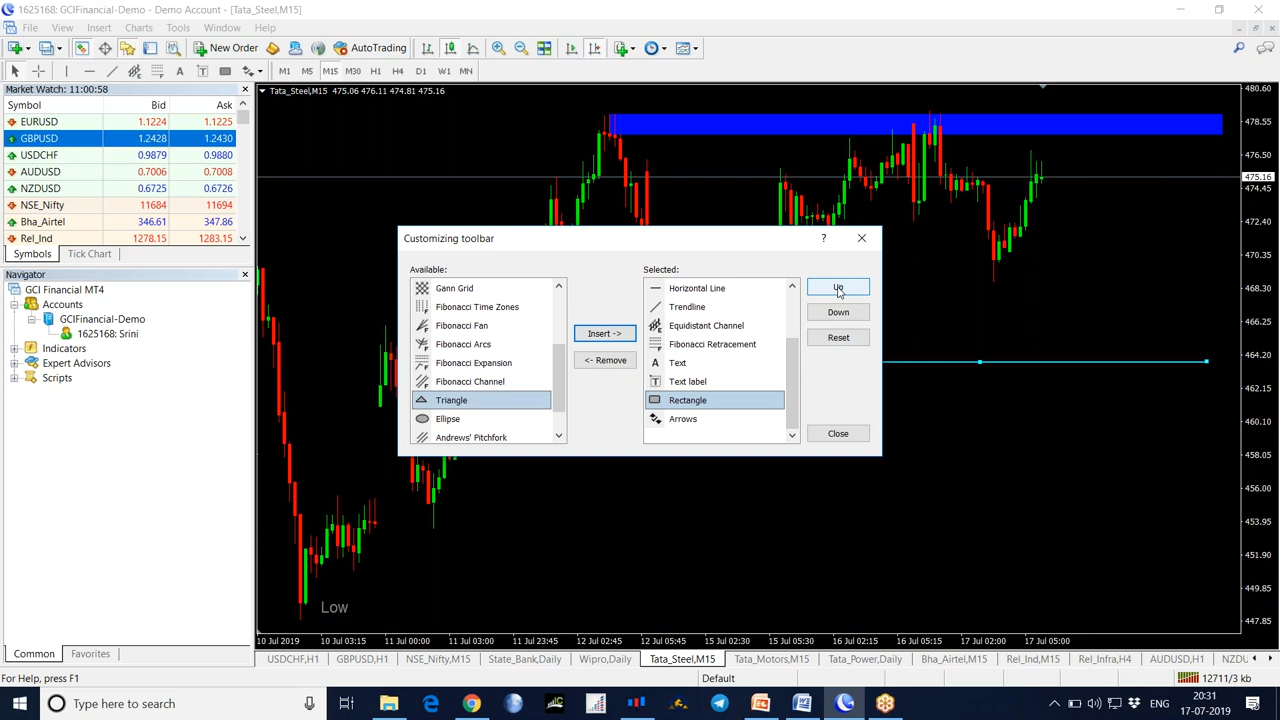 1625168: GCIFinancial-Demo - Demo Account - [Tata_Steel,M15]
File View Insert Charts Tools Window Help
New Order AutoTrading
A T M1 M5 M15 M30 H1 H4 D1 W1 MN
Market Watch: 11:00:58
Symbol Bid Ask
EURUSD 1.1224 1.1225
GBPUSD 1.2428 1.2430
USDCHF 0.9879 0.9880
AUDUSD 0.7006 0.7008
NZDUSD 0.6725 0.6726
NSE_Nifty 11684 11694
Bha_Airtel 346.61 347.86
Rel_Ind 1278.15 1283.15
Symbols Tick Chart
Navigator
GCI Financial MT4
Accounts
GCIFinancial-Demo
1625168: Srini
Indicators
Expert Advisors
Scripts
Common Favorites
Tata_Steel,M15 475.06 476.11 474.81 475.16
480.60
478.55
476.50
475.16
474.45
472.40
470.35
468.30
466.25
464.20
462.15
460.10
458.05
456.00
453.95
451.90
449.85
447.85
Low
Customizing toolbar ?
Available:
Gann Grid
Fibonacci Time Zones
Fibonacci Fan
Fibonacci Arcs
Fibonacci Expansion
Fibonacci Channel
Triangle
Ellipse
Andrews' Pitchfork
Insert ->
<- Remove
Selected:
Horizontal Line
Trendline
Equidistant Channel
Fibonacci Retracement
Text
Text label
Rectangle
Arrows
Up
Down
Reset
Close
10 Jul 2019 10 Jul 03:15 11 Jul 00:00 11 Jul 03:00 11 Jul 23:45 12 Jul 02:45 12 Jul 05:45 15 Jul 02:30 15 Jul 05:30 16 Jul 02:15 16 Jul 05:15 17 Jul 02:00 17 Jul 05:00
USDCHF,H1 GBPUSD,H1 NSE_Nifty,M15 State_Bank,Daily Wipro,Daily Tata_Steel,M15 Tata_Motors,M15 Tata_Power,Daily Bha_Airtel,M15 Rel_Ind,M15 Rel_Infra,H4 AUDUSD,H1 NZDU
For Help, press F1 Default 12711/3 kb
Type here to search
ENG
20:31
17-07-2019